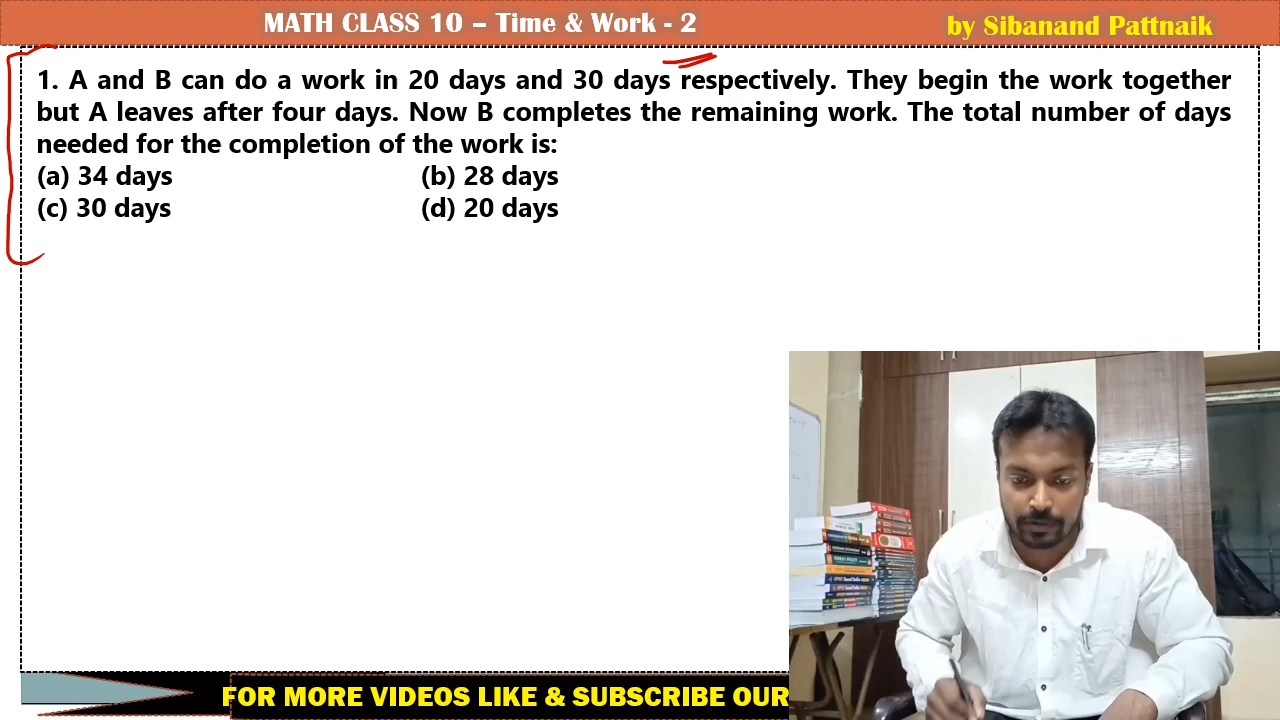 MATH CLASS 10 – Time & Work - 2
by Sibanand Pattnaik
1. A and B can do a work in 20 days and 30 days respectively. They begin the work together
but A leaves after four days. Now B completes the remaining work. The total number of days
needed for the completion of the work is:
(a) 34 days (b) 28 days
(c) 30 days (d) 20 days
FOR MORE VIDEOS LIKE & SUBSCRIBE OUR